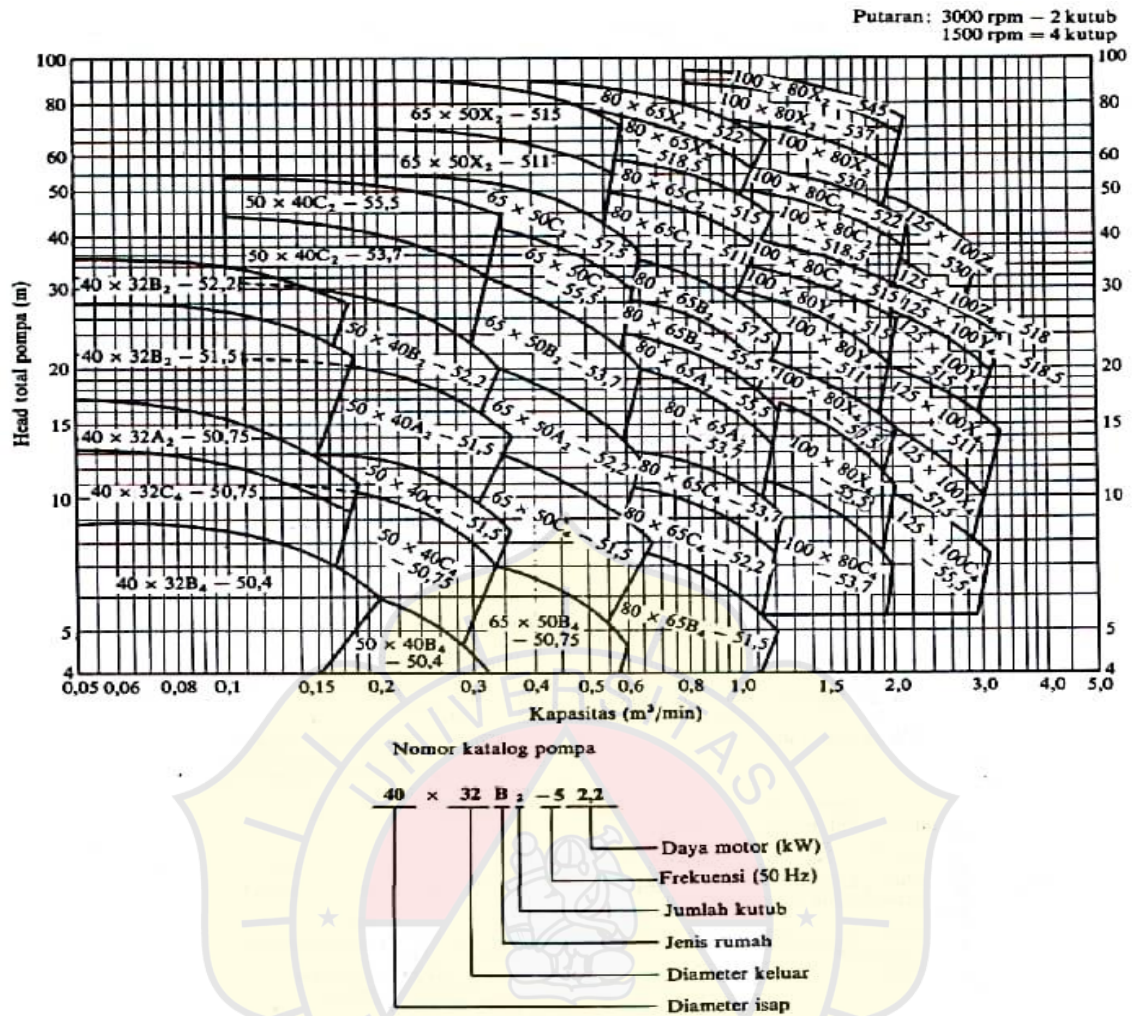 Putaran: 3000 rpm – 2 kutub
1500 rpm = 4 kutup
Head total pompa (m)
100
80
60
50
40
30
20
15
10
5
4
100
80
60
50
40
30
20
15
10
5
4
100 × 80X₂ – 545
100 × 80X₂ – 537
100 × 80X₂ – 530
80 × 65X₂ – 522
80 × 65X₂ – 518,5
65 × 50X₂ – 515
65 × 50X₂ – 511
50 × 40C₂ – 55,5
50 × 40C₂ – 53,7
65 × 50C₂ – 57,5
65 × 50C₂ – 55,5
80 × 65C₂ – 515
80 × 65C₂ – 511
100 × 80C₂ – 522
100 × 80C₂ – 518,5
100 × 80C₂ – 515
125 × 100Z₄ – 530
125 × 100Z₄ – 518
125 × 100Y₄ – 518,5
125 × 100Y₄ – 515
100 × 80Y₄ – 511
40 × 32B₂ – 52,2
40 × 32B₂ – 51,5
50 × 40B₂ – 52,2
50 × 40A₂ – 51,5
65 × 50B₂ – 53,7
65 × 50A₂ – 52,2
80 × 65B₂ – 57,5
80 × 65B₂ – 55,5
80 × 65A₂ – 55,5
80 × 65A₂ – 53,7
100 × 80X₄ – 57,5
100 × 80X₄ – 55,5
125 × 100X₄ – 511
125 × 100X₄ – 57,5
125 × 100C₄ – 55,5
40 × 32A₂ – 50,75
40 × 32C₄ – 50,75
40 × 32B₄ – 50,4
50 × 40C₄ – 51,5
50 × 40C₄ – 50,75
50 × 40B₄ – 50,4
65 × 50C₄ – 51,5
65 × 50B₄ – 50,75
80 × 65C₄ – 53,7
80 × 65C₄ – 52,2
80 × 65B₄ – 51,5
100 × 80C₄ – 53,7
0,05 0,06 0,08 0,1 0,15 0,2 0,3 0,4 0,5 0,6 0,8 1,0 1,5 2,0 3,0 4,0 5,0
Kapasitas (m³/min)
Nomor katalog pompa
40 × 32 B ₂ – 5 2,2
Daya motor (kW)
Frekuensi (50 Hz)
Jumlah kutub
Jenis rumah
Diameter keluar
Diameter isap
UNIVERSITAS